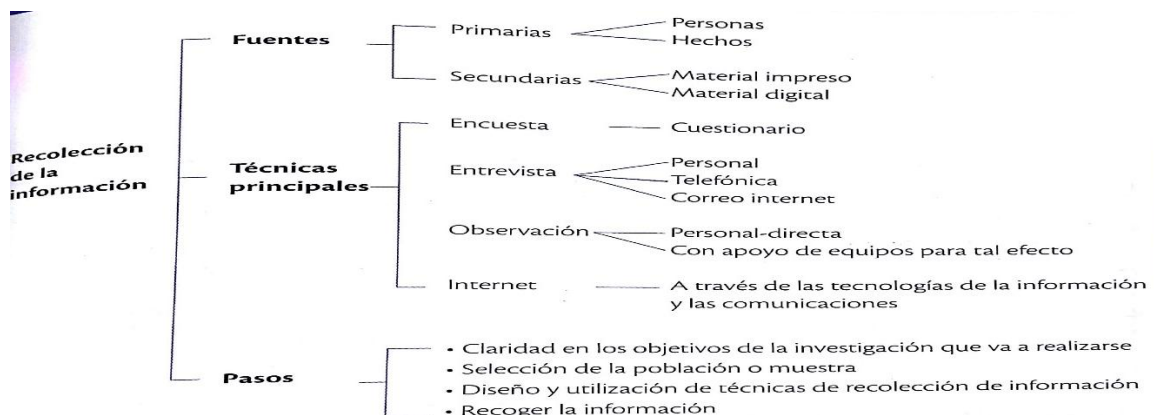 Recolección
de la
información
Fuentes
Primarias
Personas
Hechos
Secundarias
Material impreso
Material digital
Técnicas
principales
Encuesta
Cuestionario
Entrevista
Personal
Telefónica
Correo internet
Observación
Personal-directa
Con apoyo de equipos para tal efecto
Internet
A través de las tecnologías de la información
y las comunicaciones
Pasos
• Claridad en los objetivos de la investigación que va a realizarse
• Selección de la población o muestra
• Diseño y utilización de técnicas de recolección de información
• Recoger la información